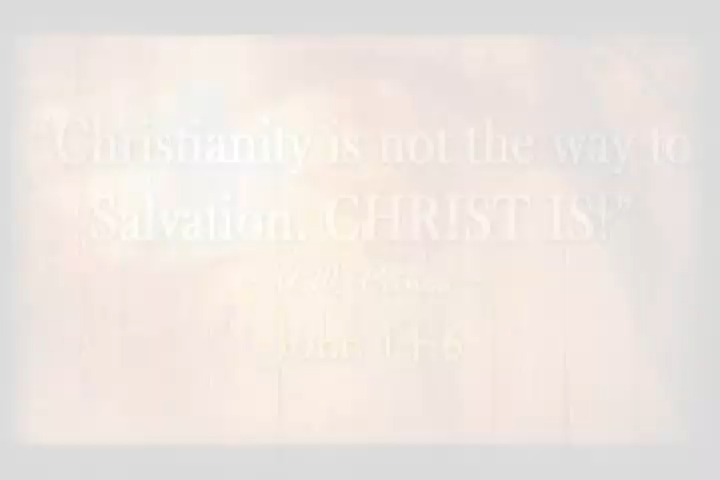 "Christianity is not the way to
Salvation. CHRIST IS!"
John 14:6